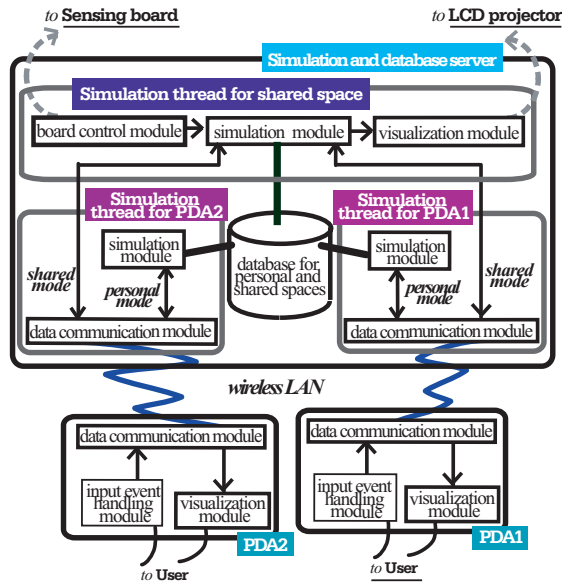 to Sensing board
to LCD projector
Simulation and database server
Simulation thread for shared space
board control module
simulation module
visualization module
Simulation
thread for PDA2
Simulation
thread for PDA1
simulation
module
database for
personal and
shared spaces
simulation
module
shared
mode
personal
mode
personal
mode
shared
mode
data communication module
data communication module
wireless LAN
data communication module
data communication module
input event
handling
module
visualization
module
input event
handling
module
visualization
module
PDA2
PDA1
to User
to User